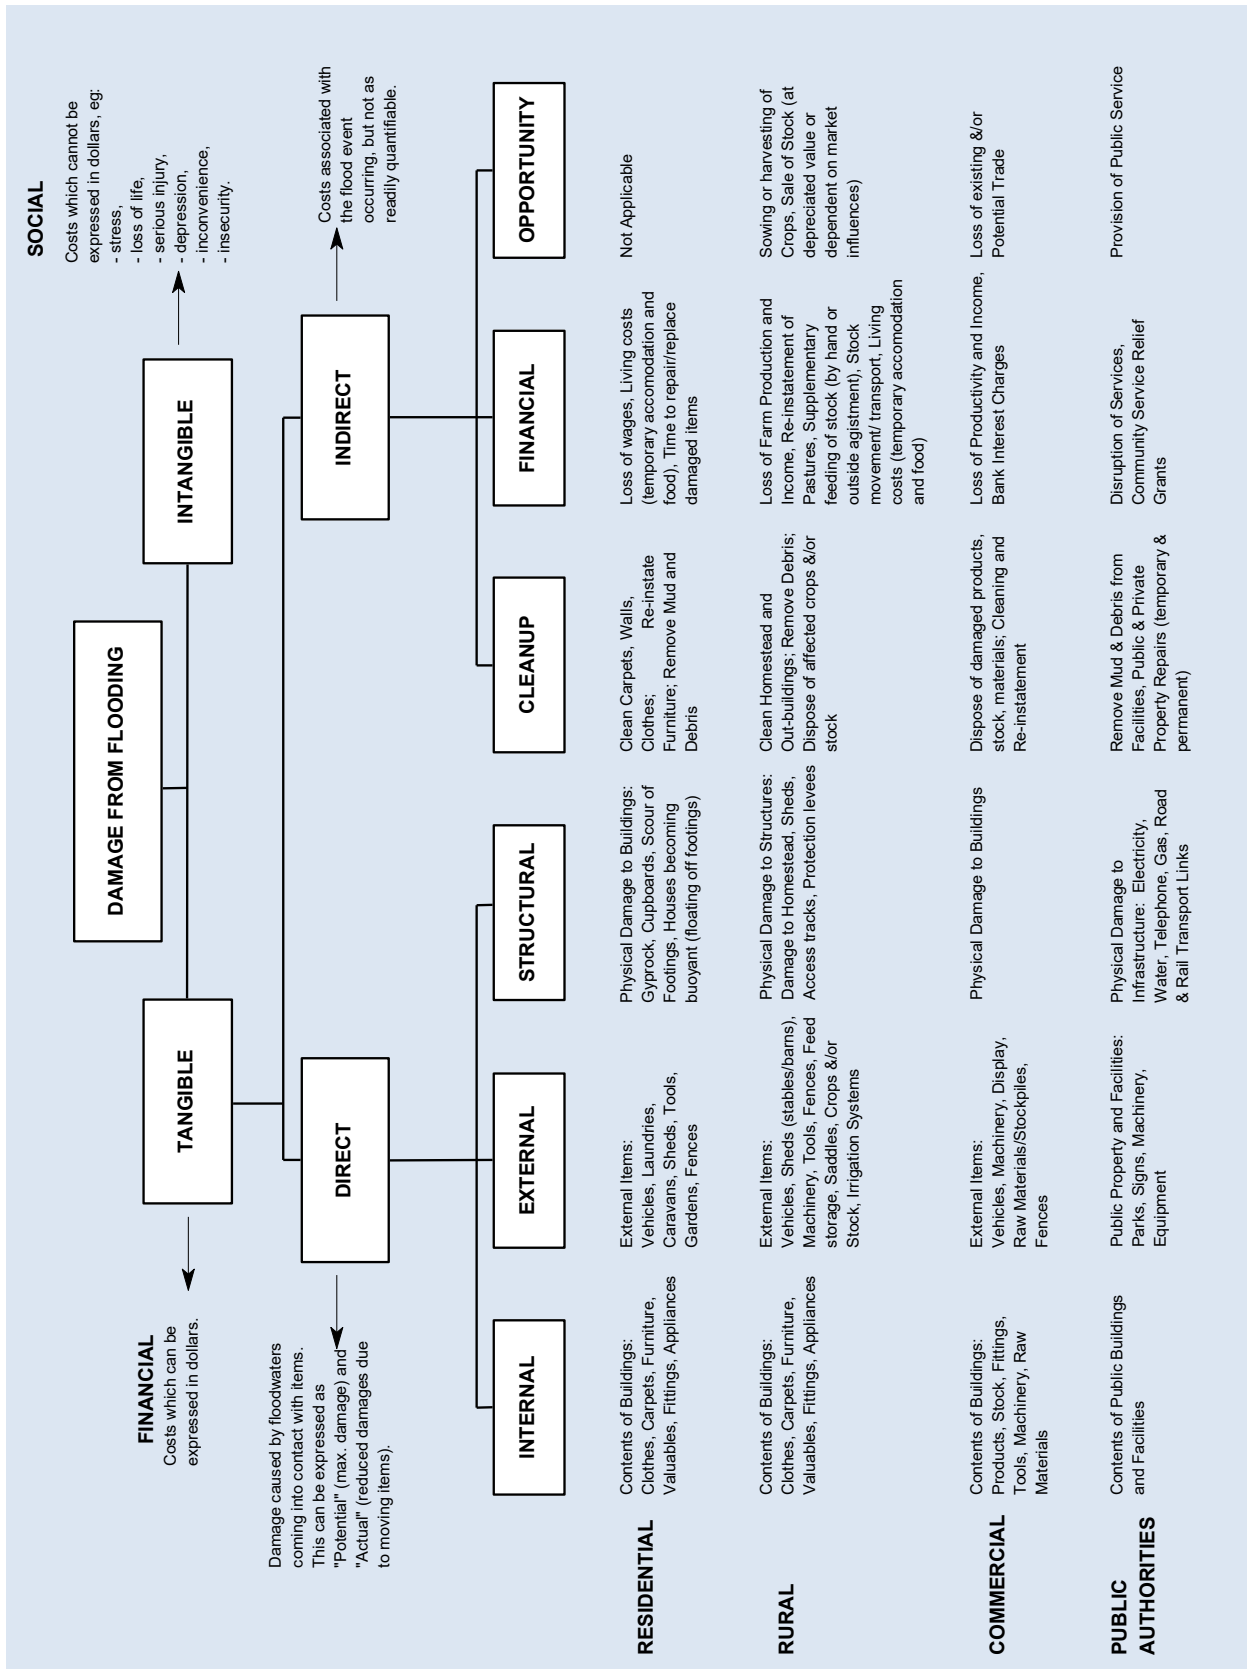 SOCIAL
Costs which cannot be
expressed in dollars, eg:
- stress,
- loss of life,
- serious injury,
- depression,
- inconvenience,
- insecurity.
DAMAGE FROM FLOODING
FINANCIAL
Costs which can be
expressed in dollars.
TANGIBLE
INTANGIBLE
Damage caused by floodwaters
coming into contact with items.
This can be expressed as
"Potential" (max. damage) and
"Actual" (reduced damages due
to moving items).
DIRECT
INDIRECT
Costs associated with
the flood event
occurring, but not as
readily quantifiable.
INTERNAL
EXTERNAL
STRUCTURAL
CLEANUP
FINANCIAL
OPPORTUNITY
RESIDENTIAL
Contents of Buildings:
Clothes, Carpets, Furniture,
Valuables, Fittings, Appliances
External Items:
Vehicles, Laundries,
Caravans, Sheds, Tools,
Gardens, Fences
Physical Damage to Buildings:
Gyprock, Cupboards, Scour of
Footings, Houses becoming
buoyant (floating off footings)
Clean Carpets, Walls,
Clothes; Re-instate
Furniture; Remove Mud and
Debris
Loss of wages, Living costs
(temporary accomodation and
food), Time to repair/replace
damaged items
Not Applicable
RURAL
Contents of Buildings:
Clothes, Carpets, Furniture,
Valuables, Fittings, Appliances
External Items:
Vehicles, Sheds (stables/barns),
Machinery, Tools, Fences, Feed
storage, Saddles, Crops &/or
Stock, Irrigation Systems
Physical Damage to Structures:
Damage to Homestead, Sheds,
Access tracks, Protection levees
Clean Homestead and
Out-buildings; Remove Debris;
Dispose of affected crops &/or
stock
Loss of Farm Production and
Income, Re-instatement of
Pastures, Supplementary
feeding of stock (by hand or
outside agistment), Stock
movement/ transport, Living
costs (temporary accomodation
and food)
Sowing or harvesting of
Crops, Sale of Stock (at
depreciated value or
dependent on market
influences)
COMMERCIAL
Contents of Buildings:
Products, Stock, Fittings,
Tools, Machinery, Raw
Materials
External Items:
Vehicles, Machinery, Display,
Raw Materials/Stockpiles,
Fences
Physical Damage to Buildings
Dispose of damaged products,
stock, materials; Cleaning and
Re-instatement
Loss of Productivity and Income,
Bank Interest Charges
Loss of existing &/or
Potential Trade
PUBLIC
AUTHORITIES
Contents of Public Buildings
and Facilities
Public Property and Facilities:
Parks, Signs, Machinery,
Equipment
Physical Damage to
Infrastructure: Electricity,
Water, Telephone, Gas, Road
& Rail Transport Links
Remove Mud & Debris from
Facilities, Public & Private
Property Repairs (temporary &
permanent)
Disruption of Services,
Community Service Relief
Grants
Provision of Public Service